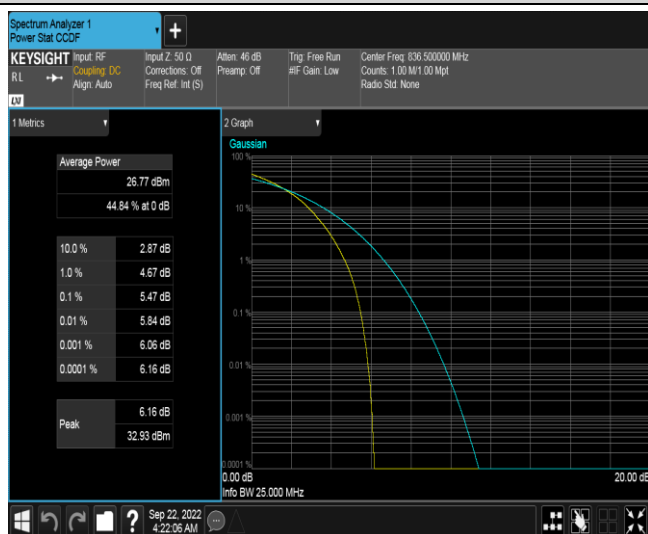 Spectrum Analyzer 1
Power Stat CCDF
+
KEYSIGHT
R L
LXI
Input: RF
Coupling: DC
Align: Auto
Input Z: 50 Ω
Corrections: Off
Freq Ref: Int (S)
Atten: 46 dB
Preamp: Off
Trig: Free Run
#IF Gain: Low
Center Freq: 836.500000 MHz
Counts: 1.00 M/1.00 Mpt
Radio Std: None
1 Metrics
Average Power
26.77 dBm
44.84 % at 0 dB
10.0 % 2.87 dB
1.0 % 4.67 dB
0.1 % 5.47 dB
0.01 % 5.84 dB
0.001 % 6.06 dB
0.0001 % 6.16 dB
Peak
6.16 dB
32.93 dBm
2 Graph
Gaussian
100 %
10 %
1 %
0.1 %
0.01 %
0.001 %
0.0001 %
0.00 dB
20.00 dB
Info BW 25.000 MHz
?
Sep 22, 2022
4:22:06 AM